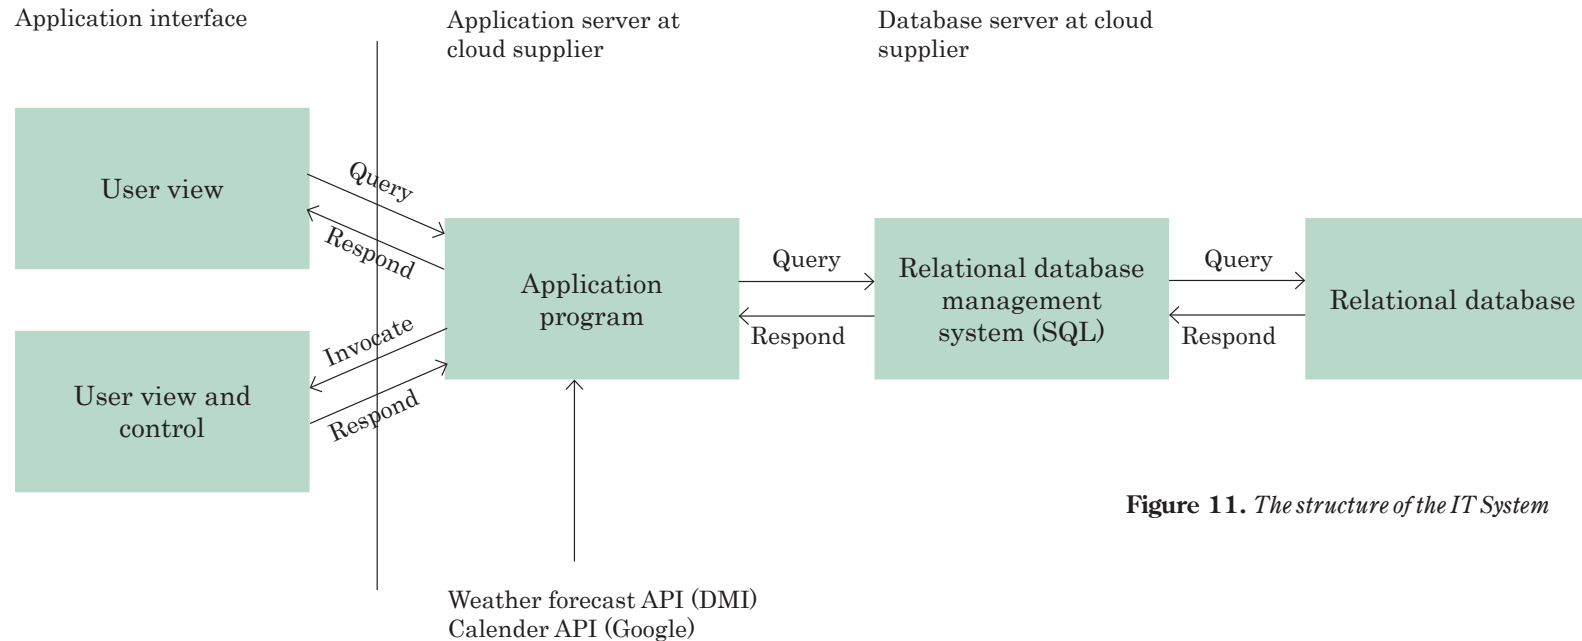 Application interface
Application server at
cloud supplier
Database server at cloud
supplier
User view
Query
Respond
User view and
control
Invocate
Respond
Application
program
Query
Respond
Relational database
management
system (SQL)
Query
Respond
Relational database
Weather forecast API (DMI)
Calender API (Google)
Figure 11. The structure of the IT System